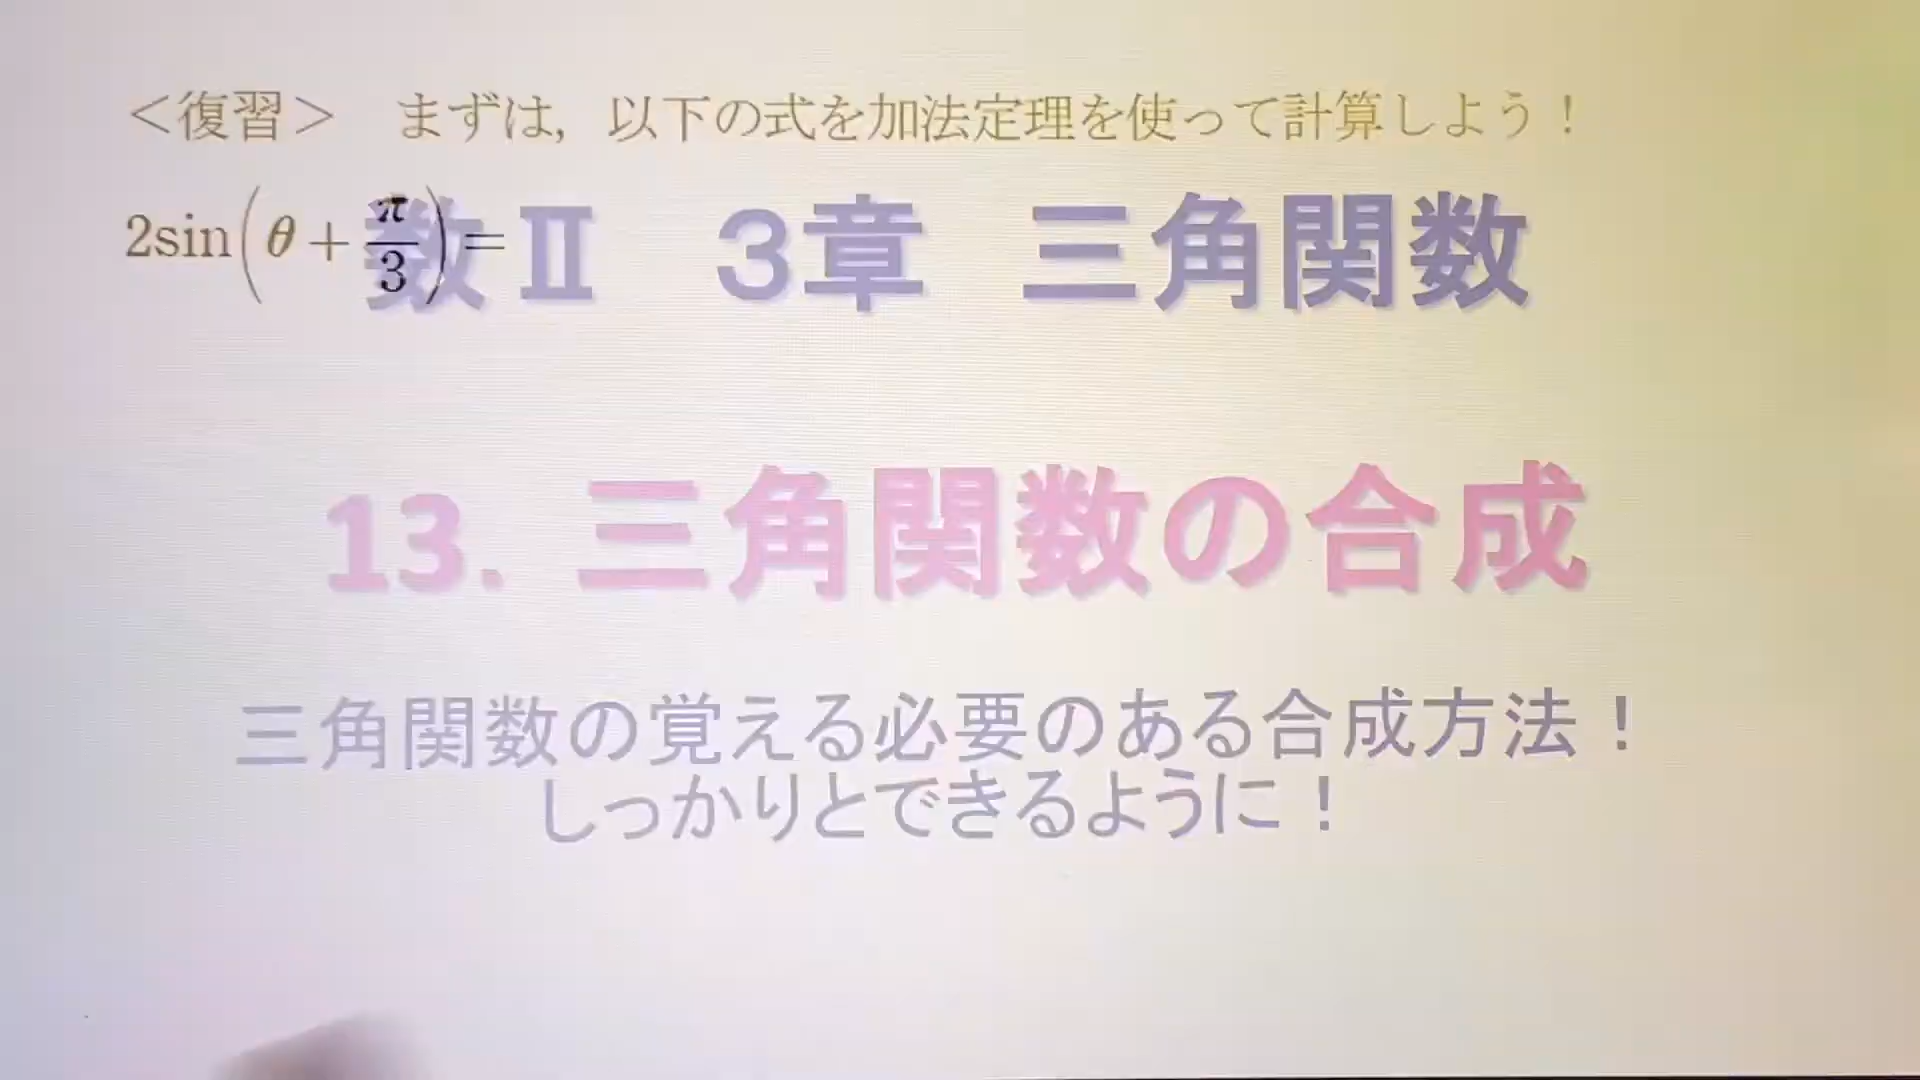 ＜復習＞　まずは，以下の式を加法定理を使って計算しよう！
2sin(θ+π/3)=
数Ⅱ　３章　三角関数
13. 三角関数の合成
三角関数の覚える必要のある合成方法！
しっかりとできるように！